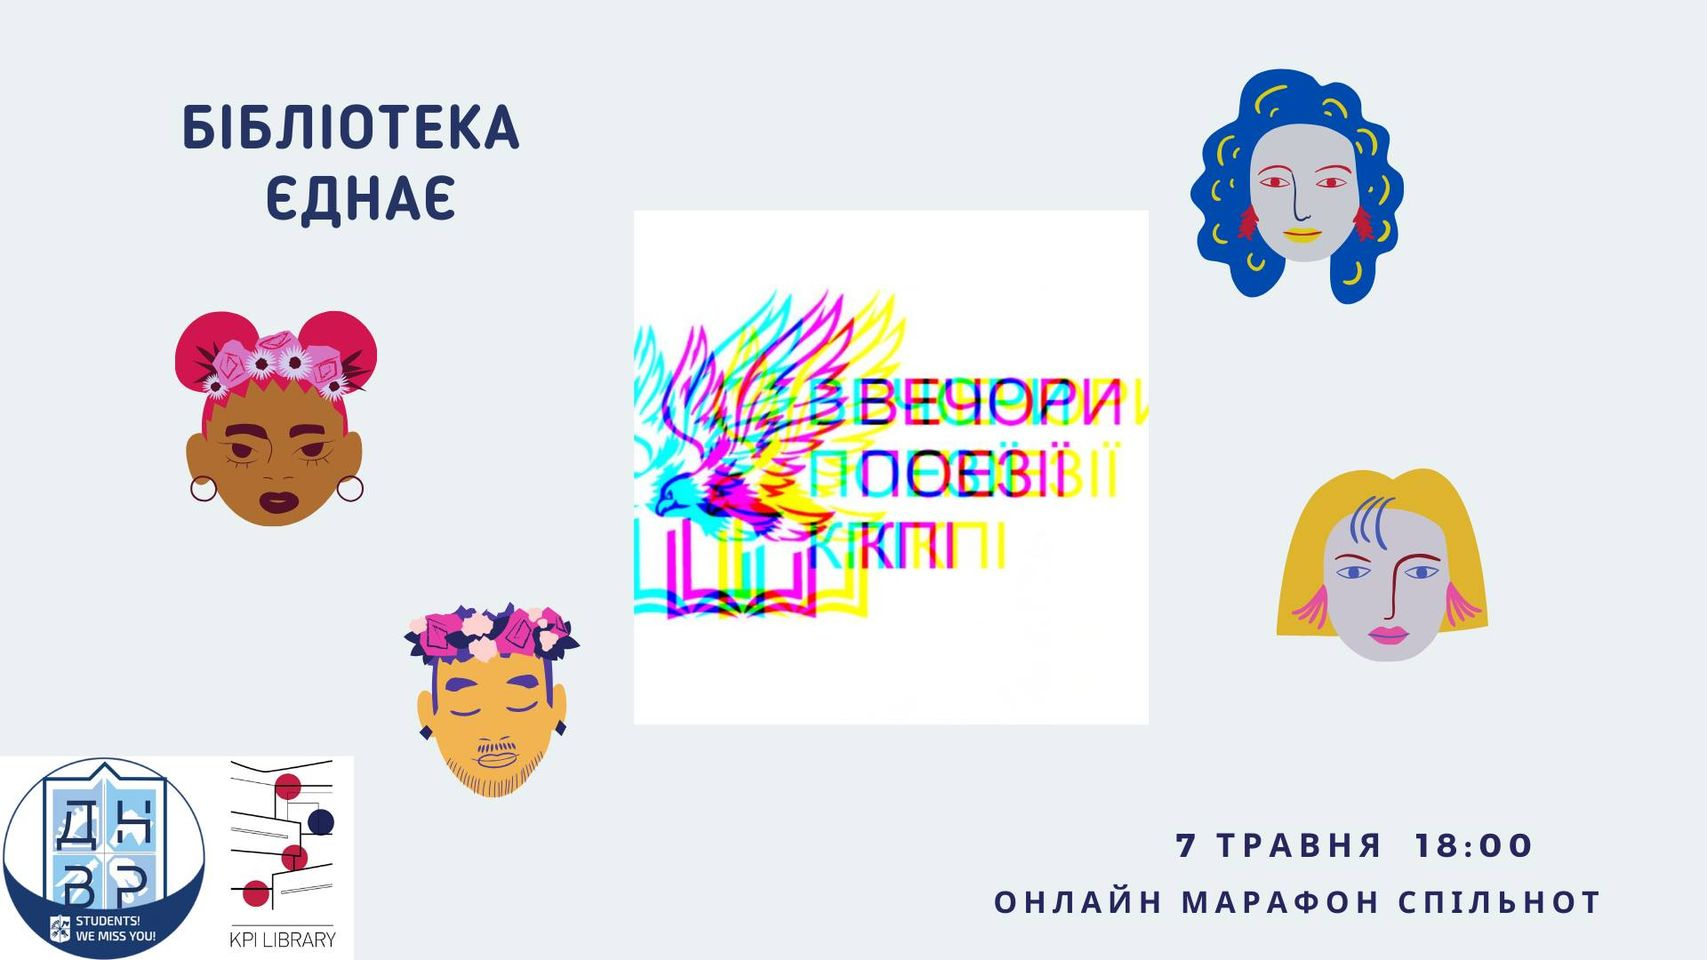 БІБЛІОТЕКА
ЄДНАЄ
ВЕЧОРИ
ПОЕЗІЇ
КПІ
ДН
ВР
STUDENTS!
WE MISS YOU!
KPI LIBRARY
7 ТРАВНЯ 18:00
ОНЛАЙН МАРАФОН СПІЛЬНОТ